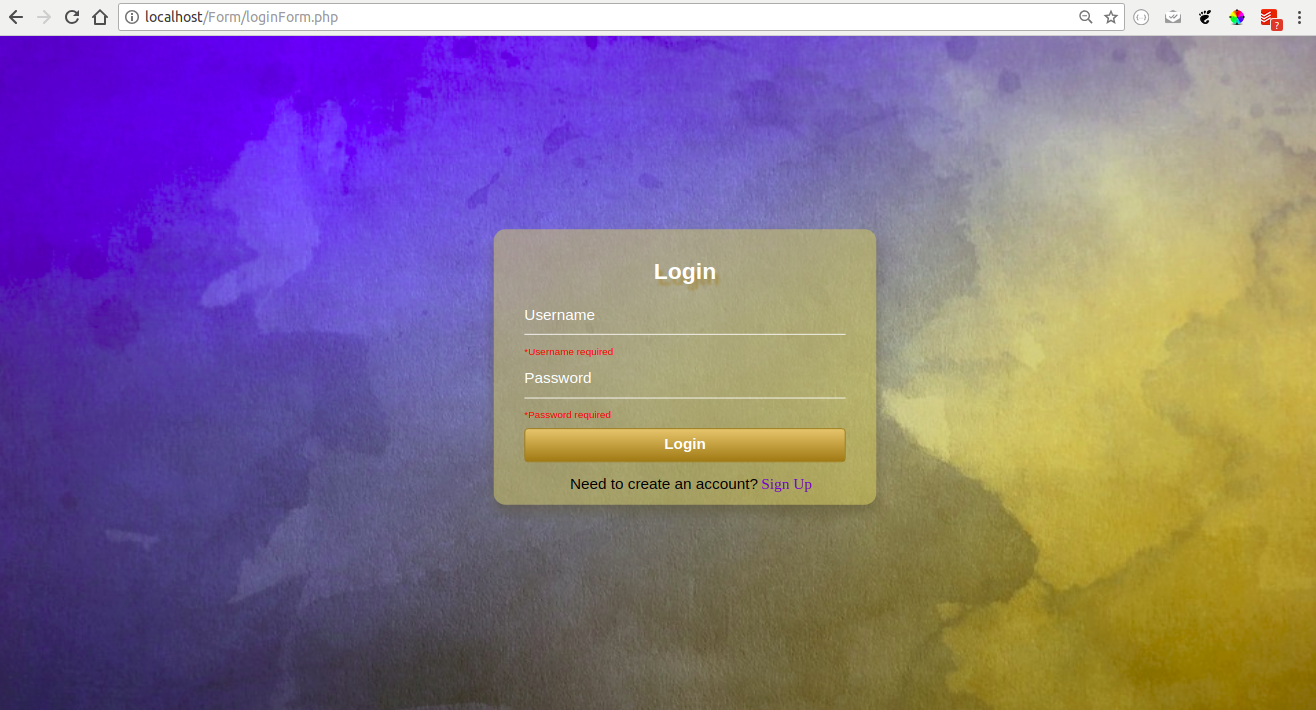 localhost/Form/loginForm.php
?
Login
Username
*Username required
Password
*Password required
Login
Need to create an account? Sign Up